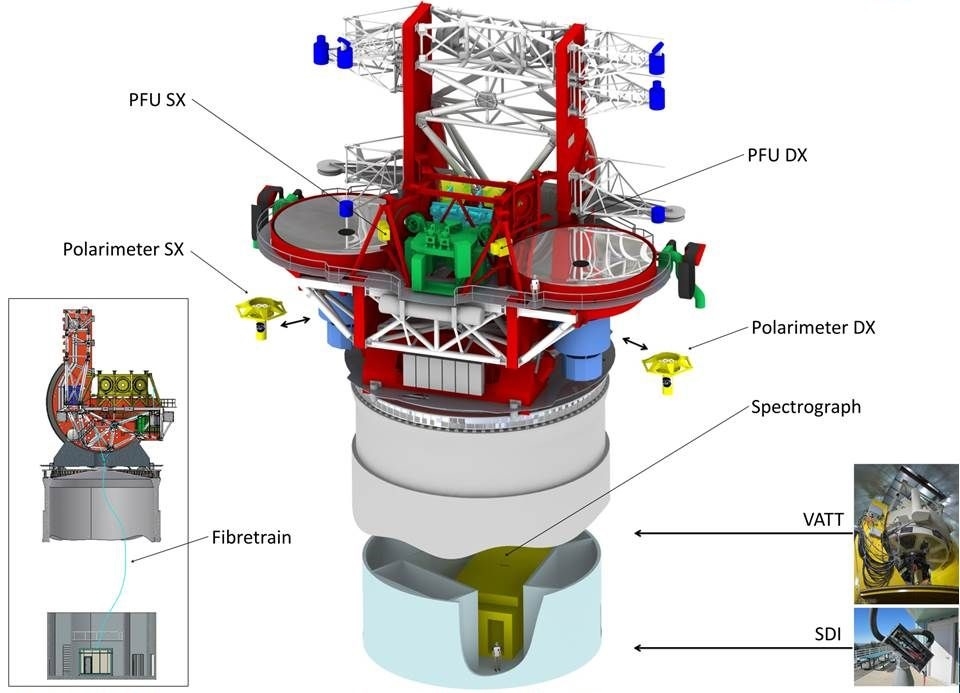 PFU SX
PFU DX
Polarimeter SX
Polarimeter DX
Spectrograph
VATT
Fibretrain
SDI